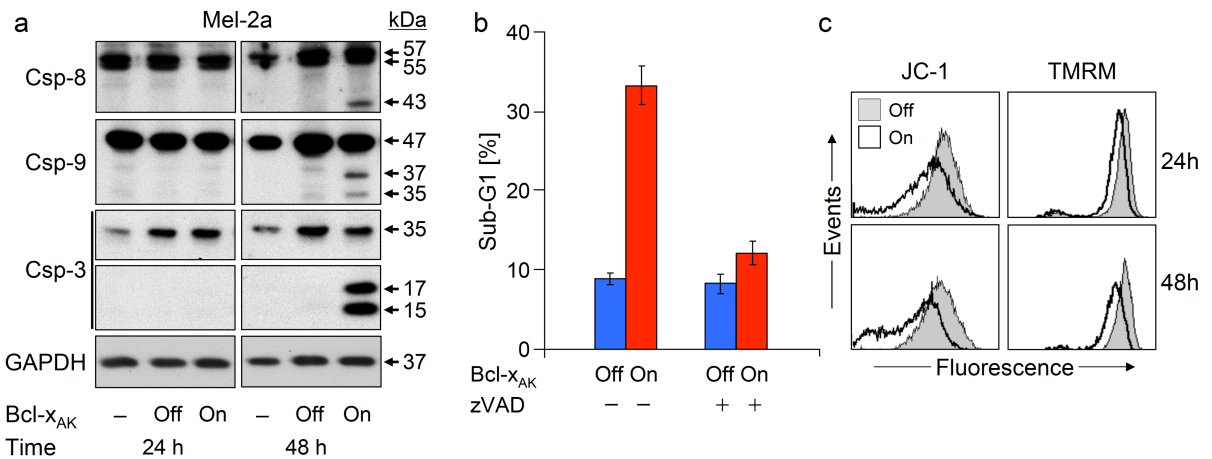 a
Mel-2a
kDa
Csp-8
57
55
43
Csp-9
47
37
35
Csp-3
35
17
15
GAPDH
37
Bcl-xAK – Off On – Off On
Time 24 h 48 h
b
Sub-G1 [%]
40
30
20
10
0
Bcl-xAK Off On Off On
zVAD – – + +
c
JC-1 TMRM
Off
On
24h
48h
Events
Fluorescence